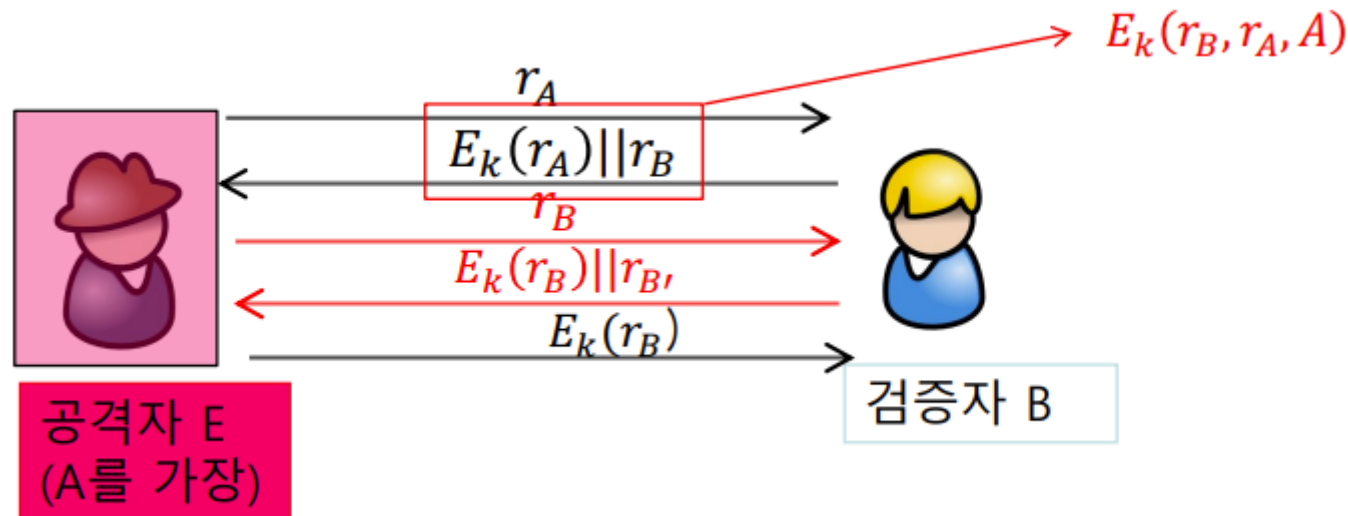 E_k(r_B, r_A, A)
r_A
E_k(r_A)||r_B
r_B
E_k(r_B)||r_B′
E_k(r_B)
공격자 E
(A를 가장)
검증자 B